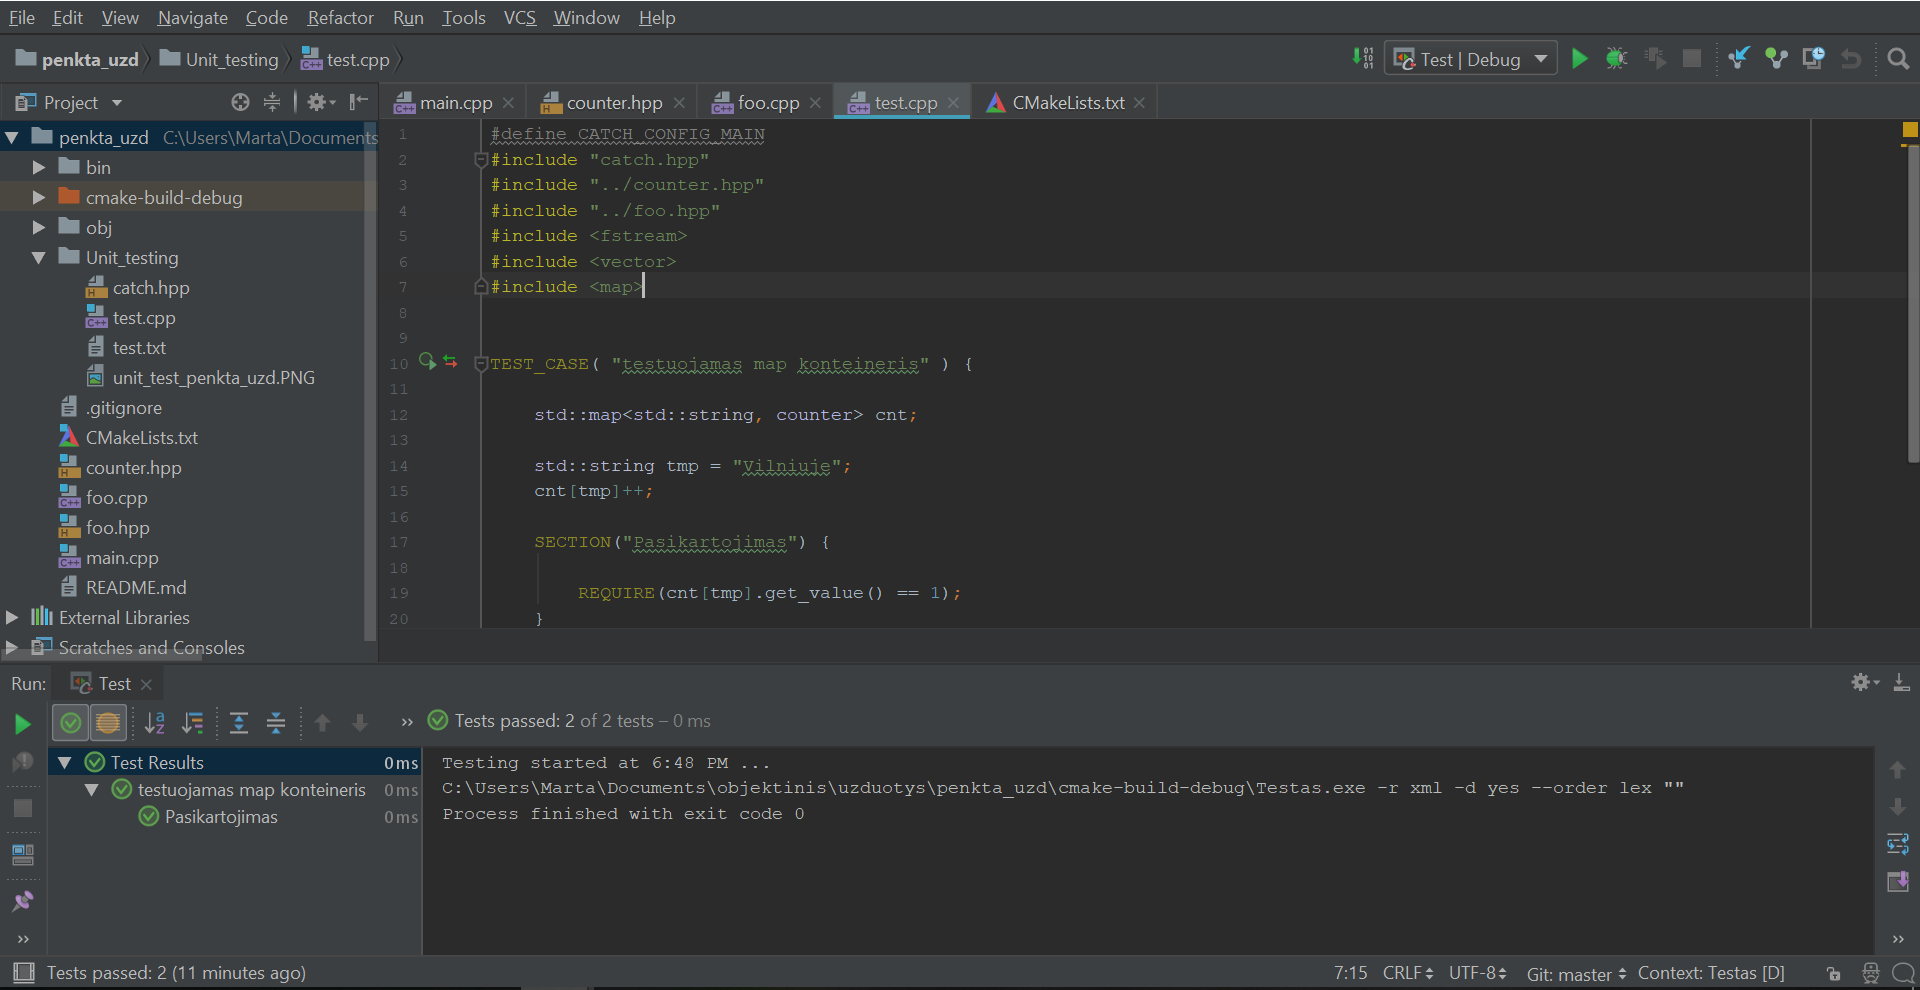 File Edit View Navigate Code Refactor Run Tools VCS Window Help
penkta_uzd Unit_testing test.cpp
Test | Debug
Project
main.cpp counter.hpp foo.cpp test.cpp CMakeLists.txt
penkta_uzd C:\Users\Marta\Documents
bin
cmake-build-debug
obj
Unit_testing
catch.hpp
test.cpp
test.txt
unit_test_penkta_uzd.PNG
.gitignore
CMakeLists.txt
counter.hpp
foo.cpp
foo.hpp
main.cpp
README.md
External Libraries
Scratches and Consoles
1 #define CATCH_CONFIG_MAIN
2 #include "catch.hpp"
3 #include "../counter.hpp"
4 #include "../foo.hpp"
5 #include <fstream>
6 #include <vector>
7 #include <map>
8
9
10 TEST_CASE( "testuojamas map konteineris" ) {
11
12 std::map<std::string, counter> cnt;
13
14 std::string tmp = "Vilniuje";
15 cnt[tmp]++;
16
17 SECTION("Pasikartojimas") {
18
19 REQUIRE(cnt[tmp].get_value() == 1);
20 }
Run: Test
Tests passed: 2 of 2 tests – 0 ms
Test Results 0 ms
testuojamas map konteineris 0 ms
Pasikartojimas 0 ms
Testing started at 6:48 PM ...
C:\Users\Marta\Documents\objektinis\uzduotys\penkta_uzd\cmake-build-debug\Testas.exe -r xml -d yes --order lex ""
Process finished with exit code 0
Tests passed: 2 (11 minutes ago)
7:15 CRLF UTF-8 Git: master Context: Testas [D]